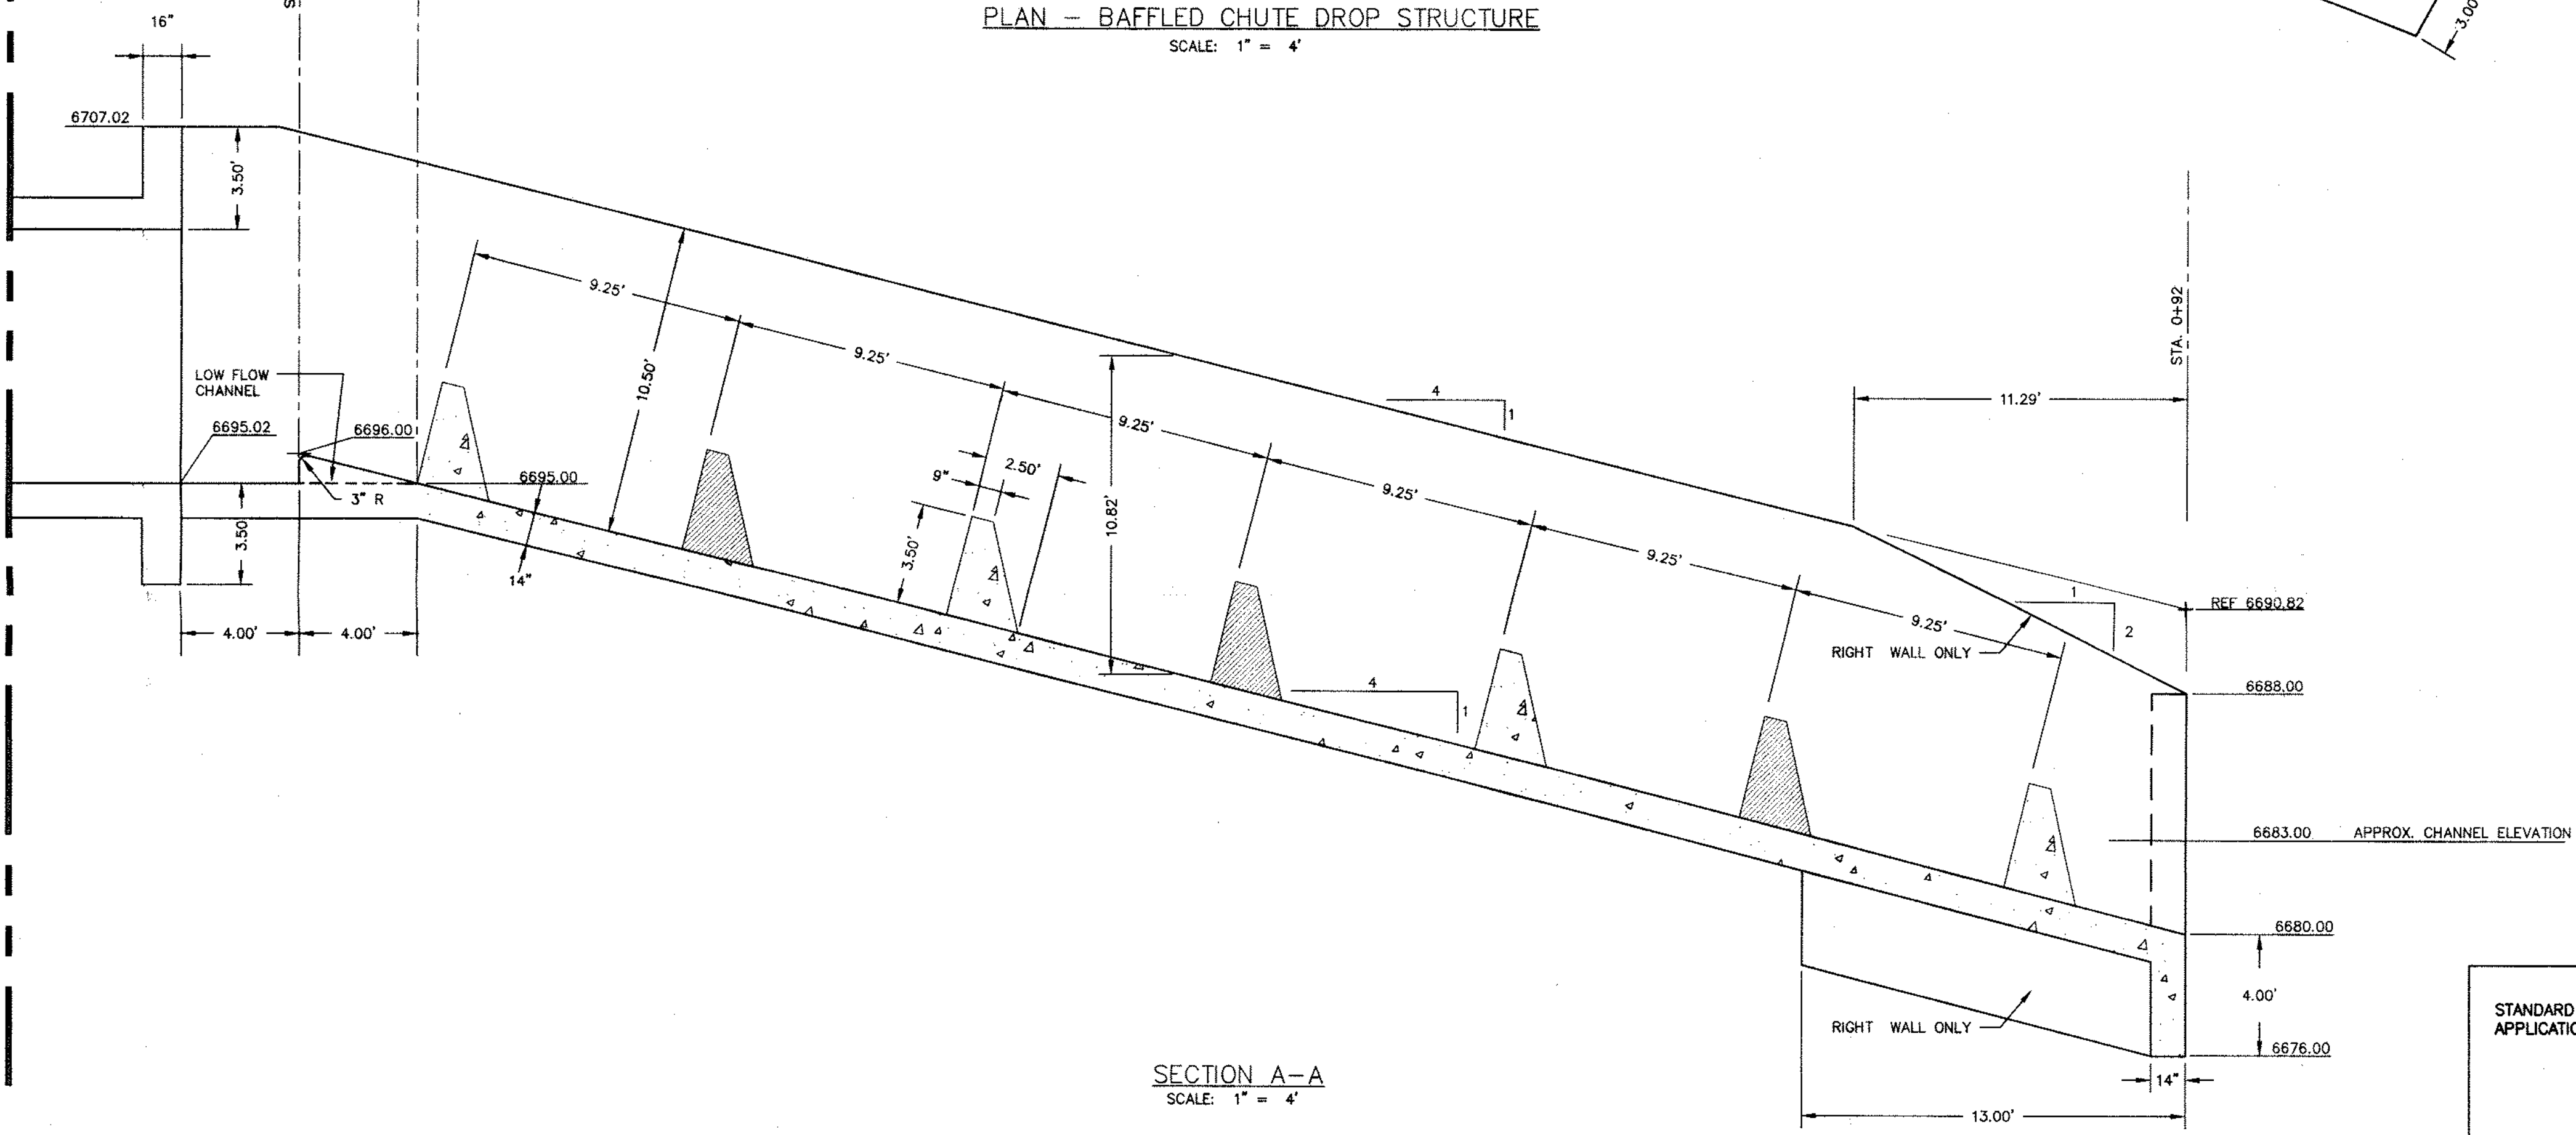 PLAN - BAFFLED CHUTE DROP STRUCTURE
SCALE: 1" = 4'
3.00
16"
S
6707.02
3.50'
9.25'
9.25'
9.25'
9.25'
9.25'
9.25'
10.50'
10.82'
4
1
11.29'
STA. 0+92
LOW FLOW
CHANNEL
6695.02
6696.00
6695.00
3" R
3.50
14"
4.00'
4.00'
9"
2.50'
3.50'
4
1
1
2
REF 6690.82
RIGHT WALL ONLY
6688.00
6683.00 APPROX. CHANNEL ELEVATION
6680.00
4.00'
6676.00
RIGHT WALL ONLY
14"
13.00'
SECTION A-A
SCALE: 1" = 4'
STANDARD
APPLICATIO